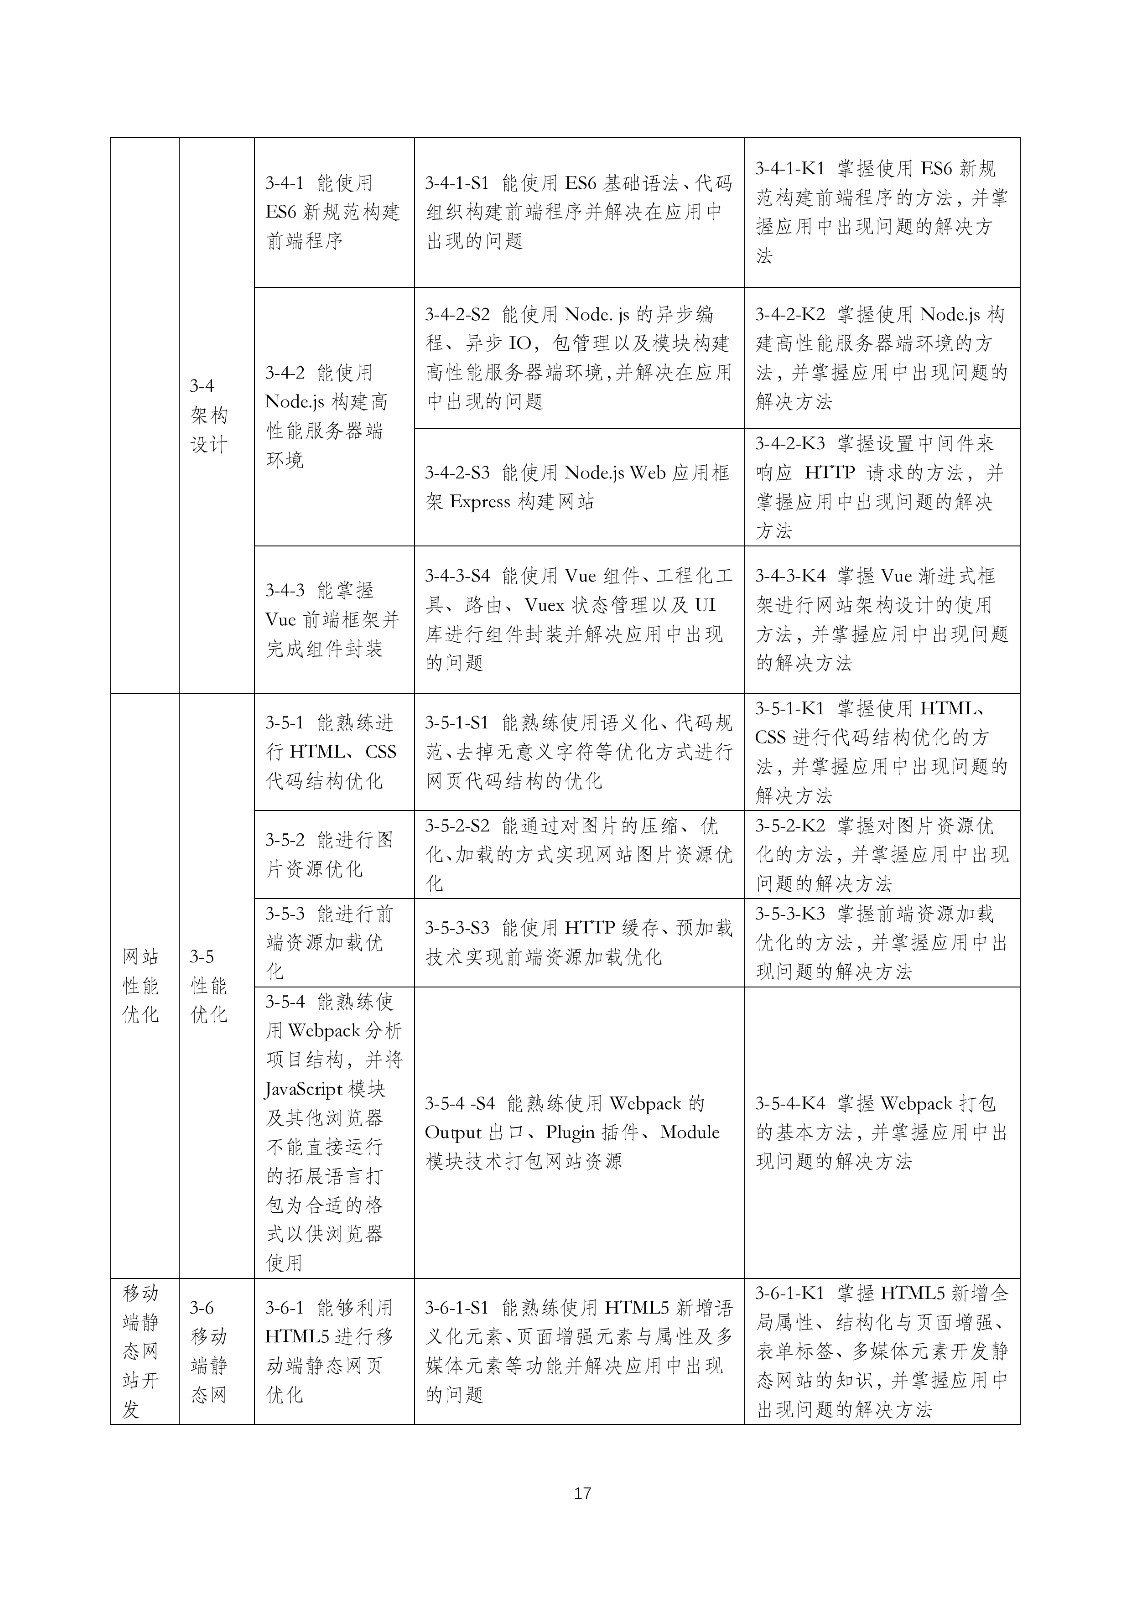 3-4
架构
设计
3-4-1 能使用
ES6 新规范构建
前端程序
3-4-1-S1 能使用 ES6 基础语法、代码
组织构建前端程序并解决在应用中
出现的问题
3-4-1-K1 掌握使用 ES6 新规
范构建前端程序的方法，并掌
握应用中出现问题的解决方
法
3-4-2 能使用
Node.js 构建高
性能服务器端
环境
3-4-2-S2 能使用 Node. js 的异步编
程、异步 IO，包管理以及模块构建
高性能服务器端环境,并解决在应用
中出现的问题
3-4-2-K2 掌握使用 Node.js 构
建高性能服务器端环境的方
法，并掌握应用中出现问题的
解决方法
3-4-2-S3 能使用 Node.js Web 应用框
架 Express 构建网站
3-4-2-K3 掌握设置中间件来
响应 HTTP 请求的方法，并
掌握应用中出现问题的解决
方法
3-4-3 能掌握
Vue 前端框架并
完成组件封装
3-4-3-S4 能使用 Vue 组件、工程化工
具、路由、Vuex 状态管理以及 UI
库进行组件封装并解决应用中出现
的问题
3-4-3-K4 掌握 Vue 渐进式框
架进行网站架构设计的使用
方法，并掌握应用中出现问题
的解决方法
网站
性能
优化
3-5
性能
优化
3-5-1 能熟练进
行 HTML、CSS
代码结构优化
3-5-1-S1 能熟练使用语义化、代码规
范、去掉无意义字符等优化方式进行
网页代码结构的优化
3-5-1-K1 掌握使用 HTML、
CSS 进行代码结构优化的方
法，并掌握应用中出现问题的
解决方法
3-5-2 能进行图
片资源优化
3-5-2-S2 能通过对图片的压缩、优
化、加载的方式实现网站图片资源优
化
3-5-2-K2 掌握对图片资源优
化的方法，并掌握应用中出现
问题的解决方法
3-5-3 能进行前
端资源加载优
化
3-5-3-S3 能使用 HTTP 缓存、预加载
技术实现前端资源加载优化
3-5-3-K3 掌握前端资源加载
优化的方法，并掌握应用中出
现问题的解决方法
3-5-4 能熟练使
用 Webpack 分析
项目结构，并将
JavaScript 模块
及其他浏览器
不能直接运行
的拓展语言打
包为合适的格
式以供浏览器
使用
3-5-4 -S4 能熟练使用 Webpack 的
Output 出口、Plugin 插件、Module
模块技术打包网站资源
3-5-4-K4 掌握 Webpack 打包
的基本方法，并掌握应用中出
现问题的解决方法
移动
端静
态网
站开
发
3-6
移动
端静
态网
3-6-1 能够利用
HTML5 进行移
动端静态网页
优化
3-6-1-S1 能熟练使用 HTML5 新增语
义化元素、页面增强元素与属性及多
媒体元素等功能并解决应用中出现
的问题
3-6-1-K1 掌握 HTML5 新增全
局属性、结构化与页面增强、
表单标签、多媒体元素开发静
态网站的知识，并掌握应用中
出现问题的解决方法
17